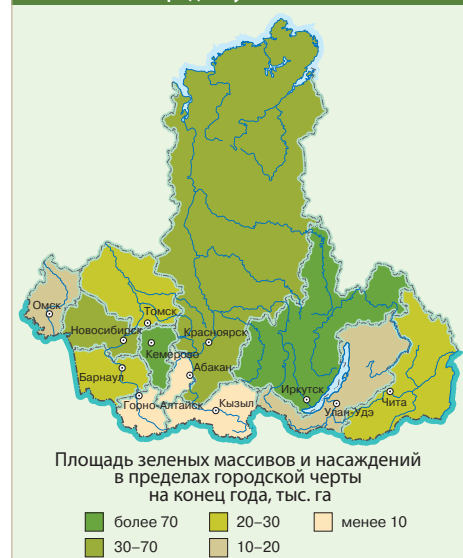 Омск
Томск
Новосибирск
Красноярск
Кемерово
Абакан
Барнаул
Иркутск
Горно-Алтайск
Кызыл
Чита
Улан-Удэ
Площадь зеленых массивов и насаждений
в пределах городской черты
на конец года, тыс. га
более 70
20–30
менее 10
30–70
10–20